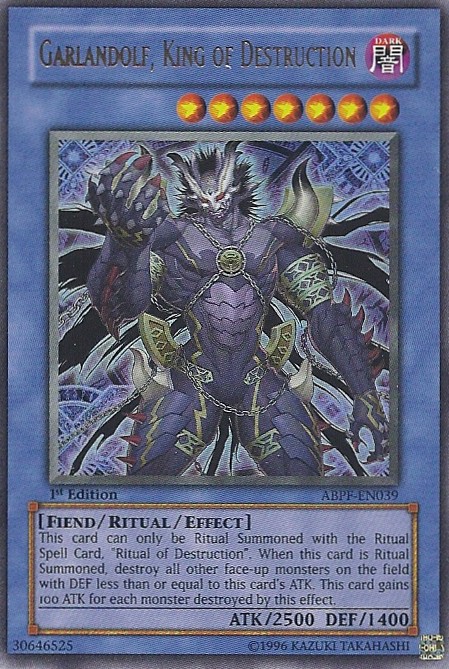 GARLANDOLF, KING OF DESTRUCTION
DARK
闇
1st Edition
ABPF-EN039
[FIEND/RITUAL/EFFECT]
This card can only be Ritual Summoned with the Ritual
Spell Card, "Ritual of Destruction". When this card is Ritual
Summoned, destroy all other face-up monsters on the field
with DEF less than or equal to this card's ATK. This card gains
100 ATK for each monster destroyed by this effect.
ATK/2500 DEF/1400
30646525
©1996 KAZUKI TAKAHASHI